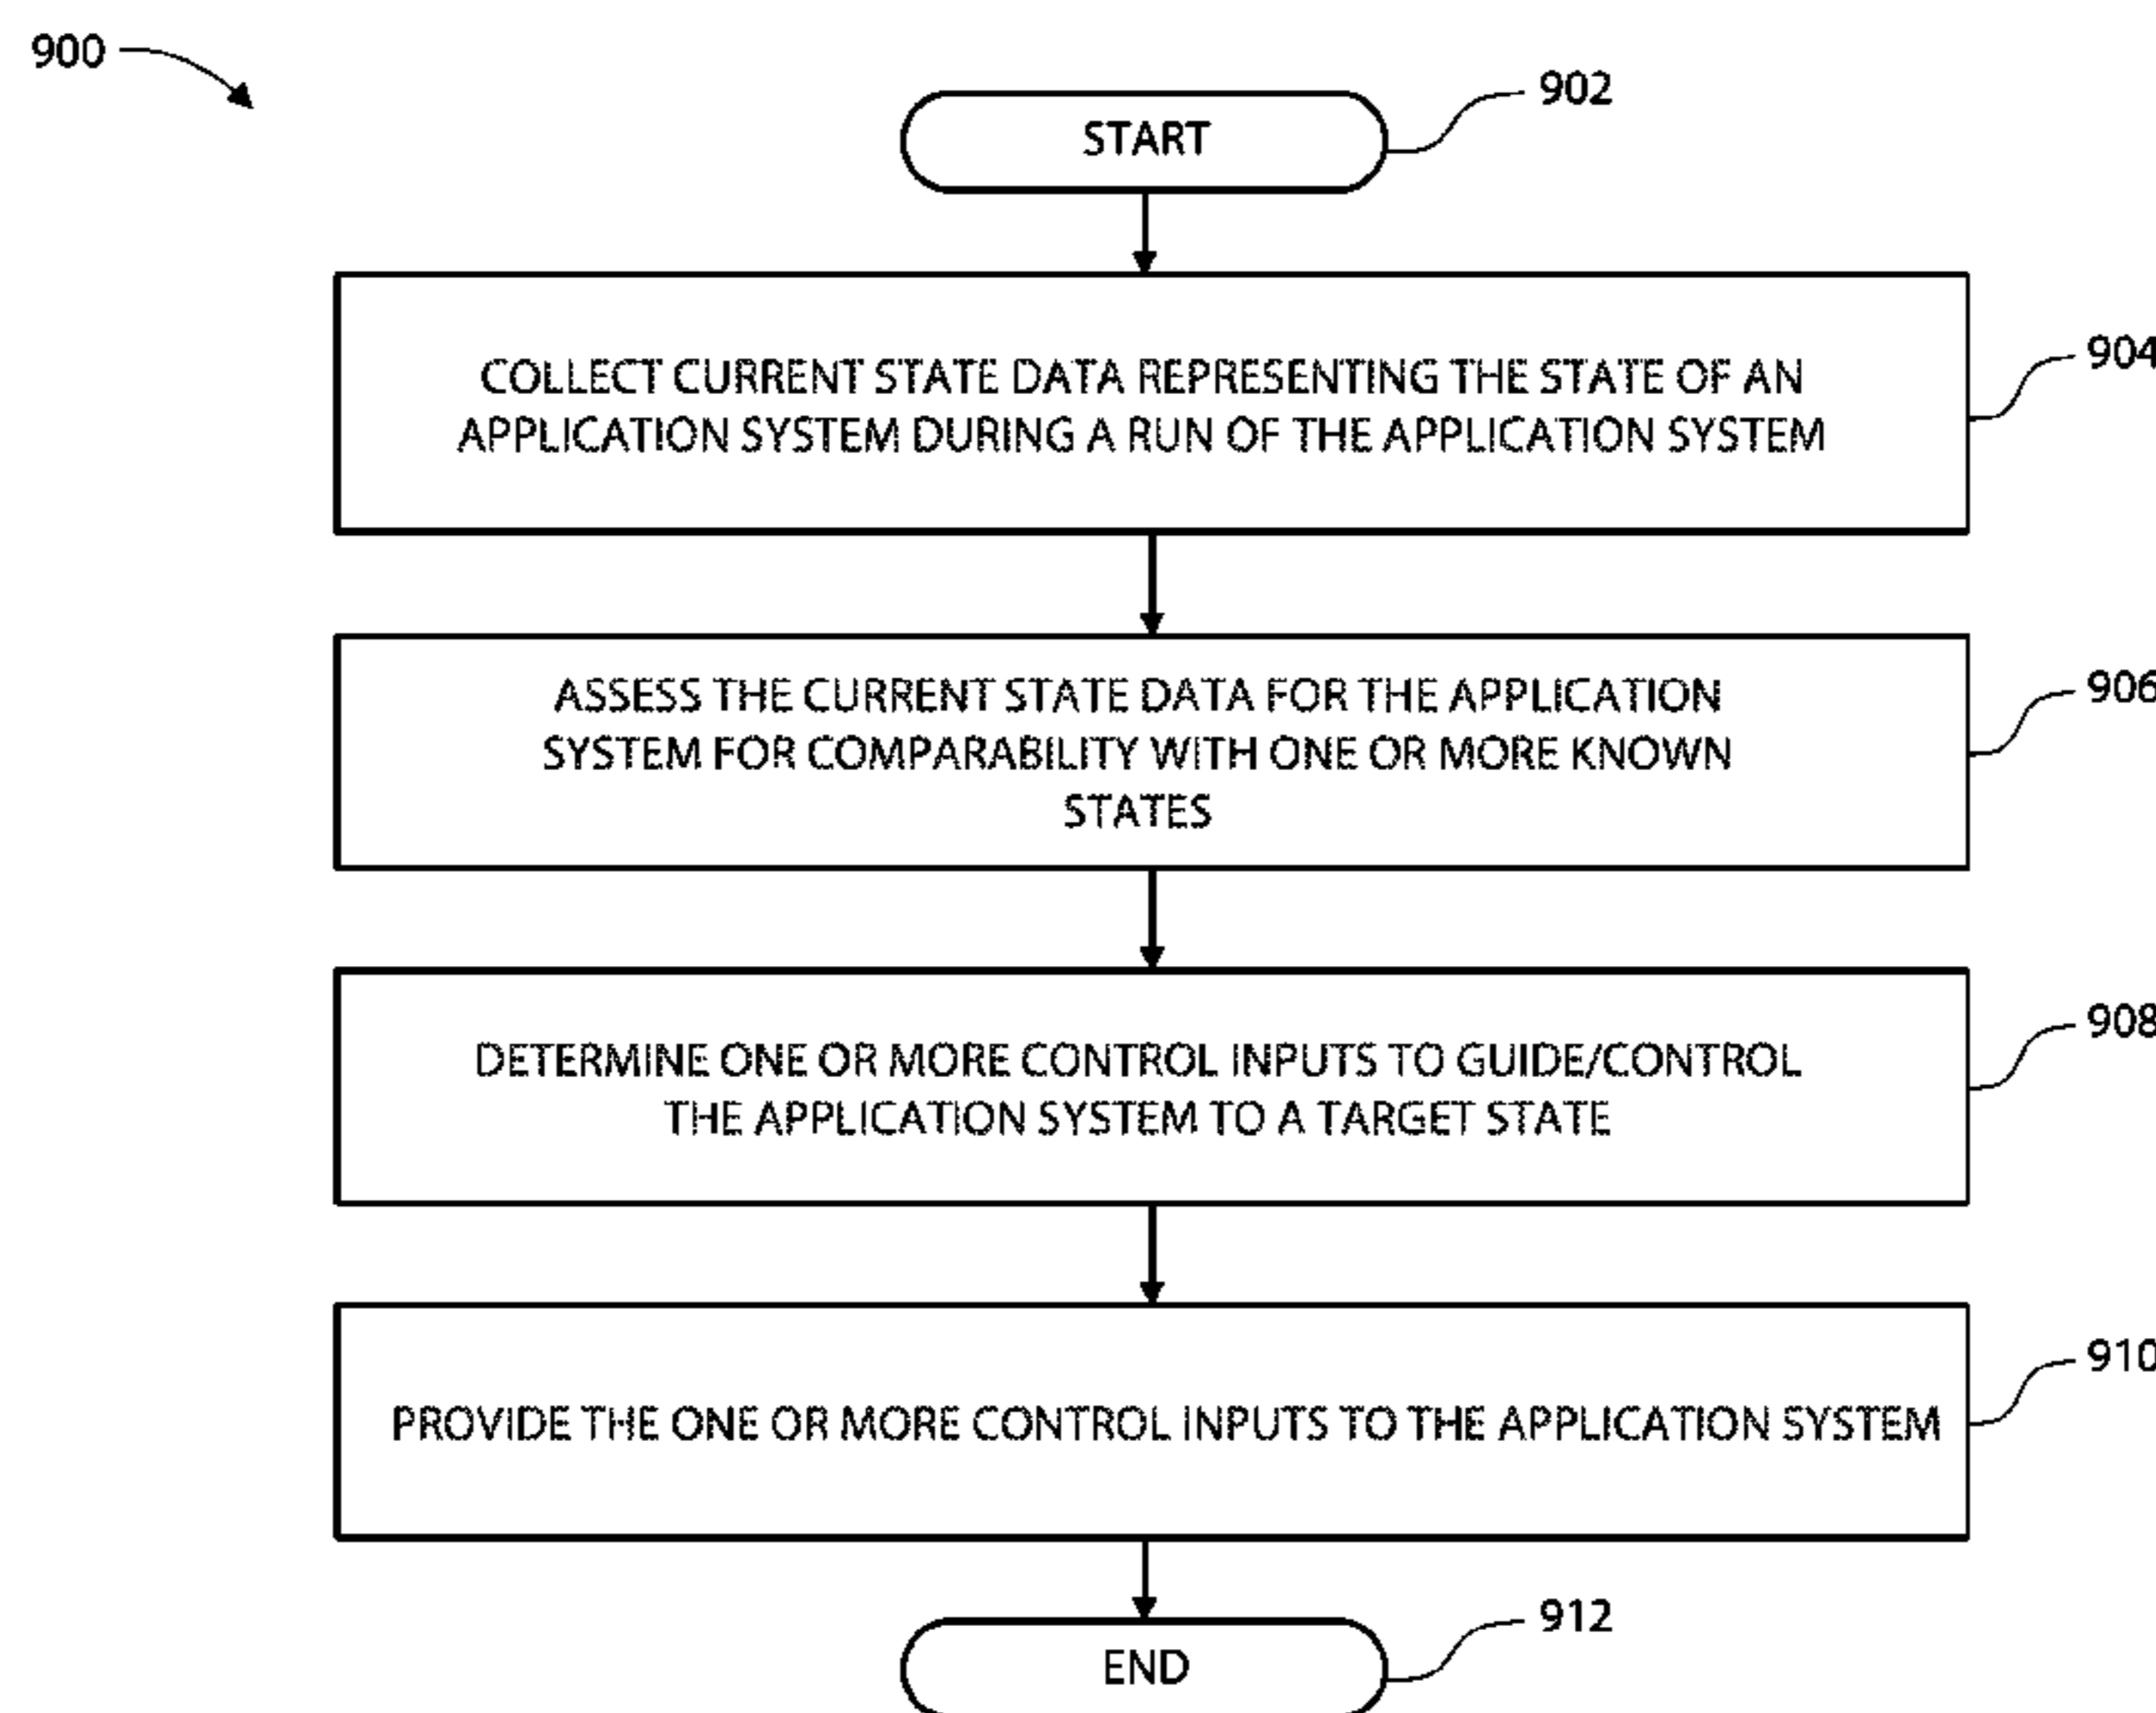 900
902
START
COLLECT CURRENT STATE DATA REPRESENTING THE STATE OF AN
APPLICATION SYSTEM DURING A RUN OF THE APPLICATION SYSTEM
904
ASSESS THE CURRENT STATE DATA FOR THE APPLICATION
SYSTEM FOR COMPARABILITY WITH ONE OR MORE KNOWN
STATES
906
DETERMINE ONE OR MORE CONTROL INPUTS TO GUIDE/CONTROL
THE APPLICATION SYSTEM TO A TARGET STATE
908
PROVIDE THE ONE OR MORE CONTROL INPUTS TO THE APPLICATION SYSTEM
910
912
END